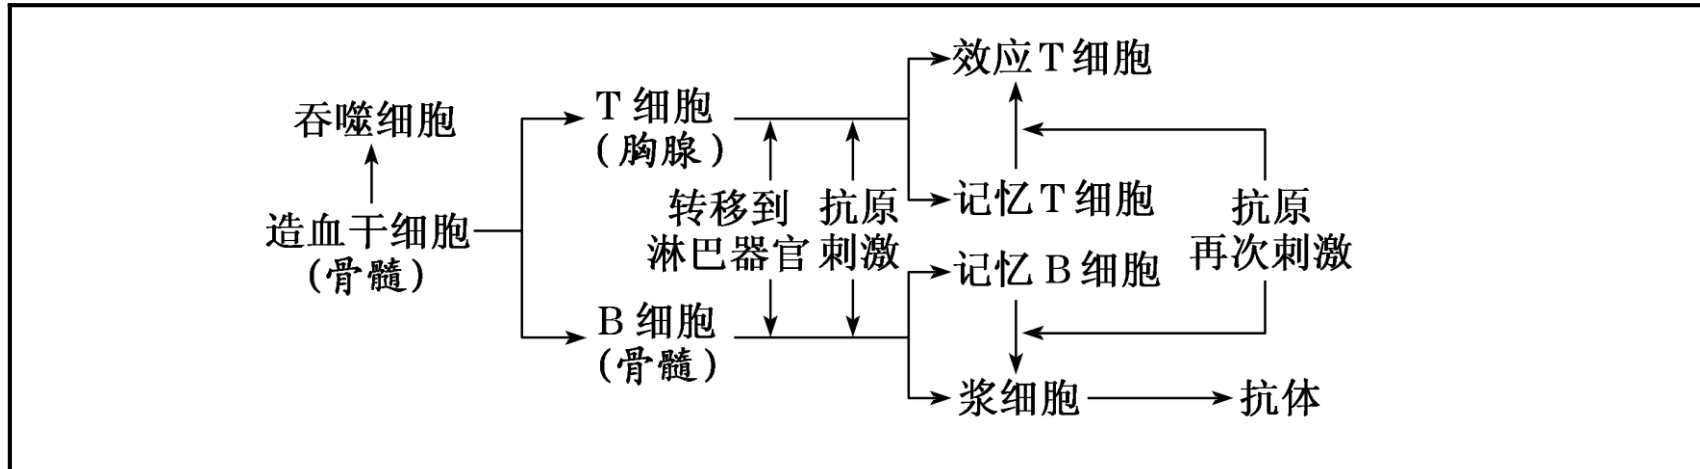 效应T细胞
吞噬细胞
T细胞
(胸腺)
造血干细胞
(骨髓)
转移到
淋巴器官
抗原
刺激
记忆T细胞
抗原
再次刺激
记忆B细胞
B细胞
(骨髓)
浆细胞
抗体